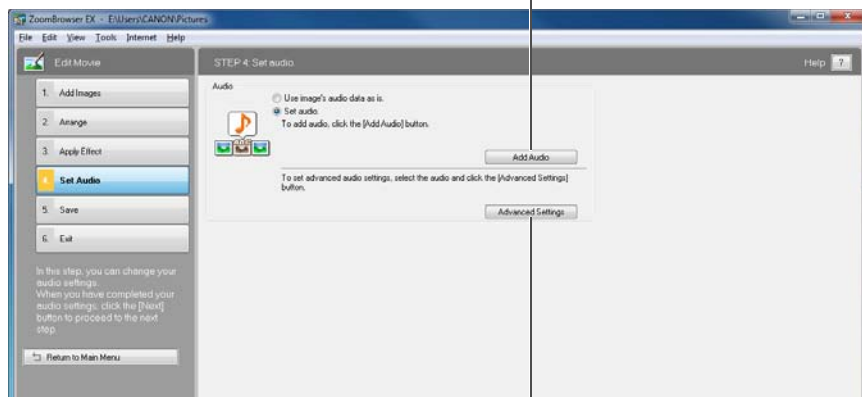 ZoomBrowser EX - E:\Users\CANON\Pictures
File Edit View Tools Internet Help
Edit Movie
STEP 4: Set audio
Help ?
1. Add Images
2. Arrange
3. Apply Effect
4. Set Audio
5. Save
6. Exit
In this step, you can change your
audio settings.
When you have completed your
audio settings, click the [Next]
button to proceed to the next
step.
Return to Main Menu
Audio
Use image's audio data as is.
Set audio.
To add audio, click the [Add Audio] button.
Add Audio
To set advanced audio settings, select the audio and click the [Advanced Settings]
button.
Advanced Settings